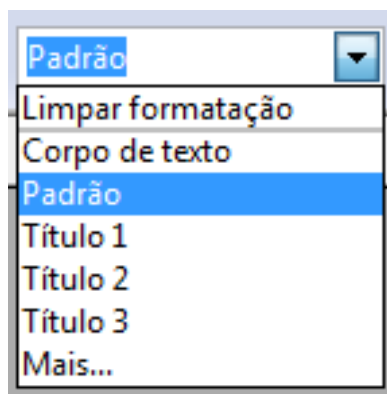 Padrão
Limpar formatação
Corpo de texto
Padrão
Título 1
Título 2
Título 3
Mais...